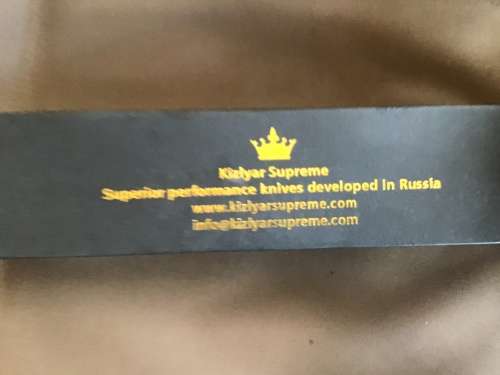 Kizlyar Supreme
Superior performance knives developed in Russia
www.kizlyarsupreme.com
info@kizlyarsupreme.com